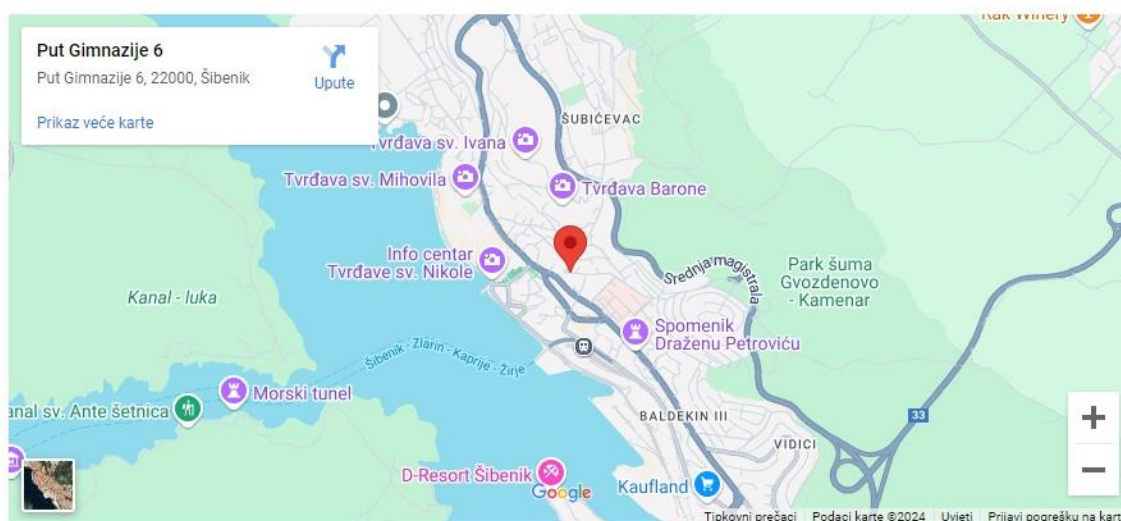 Put Gimnazije 6
Put Gimnazije 6, 22000, Šibenik
Upute
Prikaz veće karte
Rak Winery
ŠUBIĆEVAC
Tvrđava sv. Ivana
Tvrđava sv. Mihovila
Tvrđava Barone
Info centar
Tvrđave sv. Nikole
Srednja magistrala
Park šuma
Gvozdenovo
- Kamenar
Kanal - luka
Spomenik
Draženu Petroviću
Šibenik - Zlarin - Kaprije - Žirje
Morski tunel
anal sv. Ante šetnica
BALDEKIN III
33
VIDICI
D-Resort Šibenik
Google
Kaufland
Tipkovni prečaci
Podaci karte ©2024
Uvjeti
Prijavi pogrešku na kart